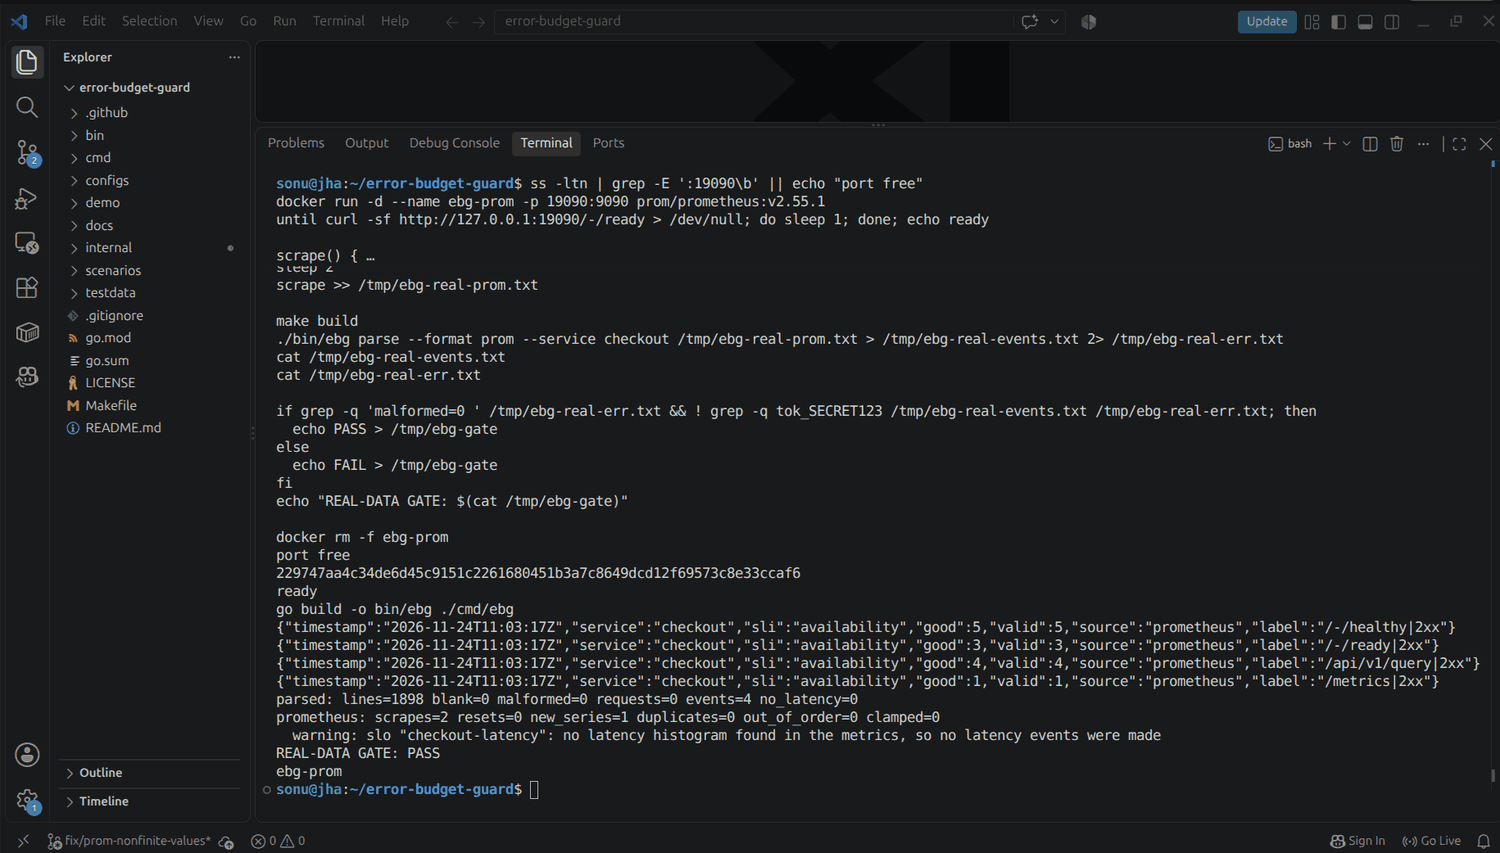 File Edit Selection View Go Run Terminal Help
error-budget-guard
Update
Explorer
error-budget-guard
.github
bin
cmd
configs
demo
docs
internal
scenarios
testdata
.gitignore
go.mod
go.sum
LICENSE
Makefile
README.md
Outline
Timeline
2
1
Problems Output Debug Console Terminal Ports
bash
sonu@jha:~/error-budget-guard$ ss -ltn | grep -E ':19090\b' || echo "port free"
docker run -d --name ebg-prom -p 19090:9090 prom/prometheus:v2.55.1
until curl -sf http://127.0.0.1:19090/-/ready > /dev/null; do sleep 1; done; echo ready
scrape() { …
sleep 2
scrape >> /tmp/ebg-real-prom.txt
make build
./bin/ebg parse --format prom --service checkout /tmp/ebg-real-prom.txt > /tmp/ebg-real-events.txt 2> /tmp/ebg-real-err.txt
cat /tmp/ebg-real-events.txt
cat /tmp/ebg-real-err.txt
if grep -q 'malformed=0 ' /tmp/ebg-real-err.txt && ! grep -q tok_SECRET123 /tmp/ebg-real-events.txt /tmp/ebg-real-err.txt; then
  echo PASS > /tmp/ebg-gate
else
  echo FAIL > /tmp/ebg-gate
fi
echo "REAL-DATA GATE: $(cat /tmp/ebg-gate)"
docker rm -f ebg-prom
port free
229747aa4c34de6d45c9151c2261680451b3a7c8649dcd12f69573c8e33ccaf6
ready
go build -o bin/ebg ./cmd/ebg
{"timestamp":"2026-11-24T11:03:17Z","service":"checkout","sli":"availability","good":5,"valid":5,"source":"prometheus","label":"/-/healthy|2xx"}
{"timestamp":"2026-11-24T11:03:17Z","service":"checkout","sli":"availability","good":3,"valid":3,"source":"prometheus","label":"/-/ready|2xx"}
{"timestamp":"2026-11-24T11:03:17Z","service":"checkout","sli":"availability","good":4,"valid":4,"source":"prometheus","label":"/api/v1/query|2xx"}
{"timestamp":"2026-11-24T11:03:17Z","service":"checkout","sli":"availability","good":1,"valid":1,"source":"prometheus","label":"/metrics|2xx"}
parsed: lines=1898 blank=0 malformed=0 requests=0 events=4 no_latency=0
prometheus: scrapes=2 resets=0 new_series=1 duplicates=0 out_of_order=0 clamped=0
  warning: slo "checkout-latency": no latency histogram found in the metrics, so no latency events were made
REAL-DATA GATE: PASS
ebg-prom
sonu@jha:~/error-budget-guard$
fix/prom-nonfinite-values* 0 0
Sign In Go Live